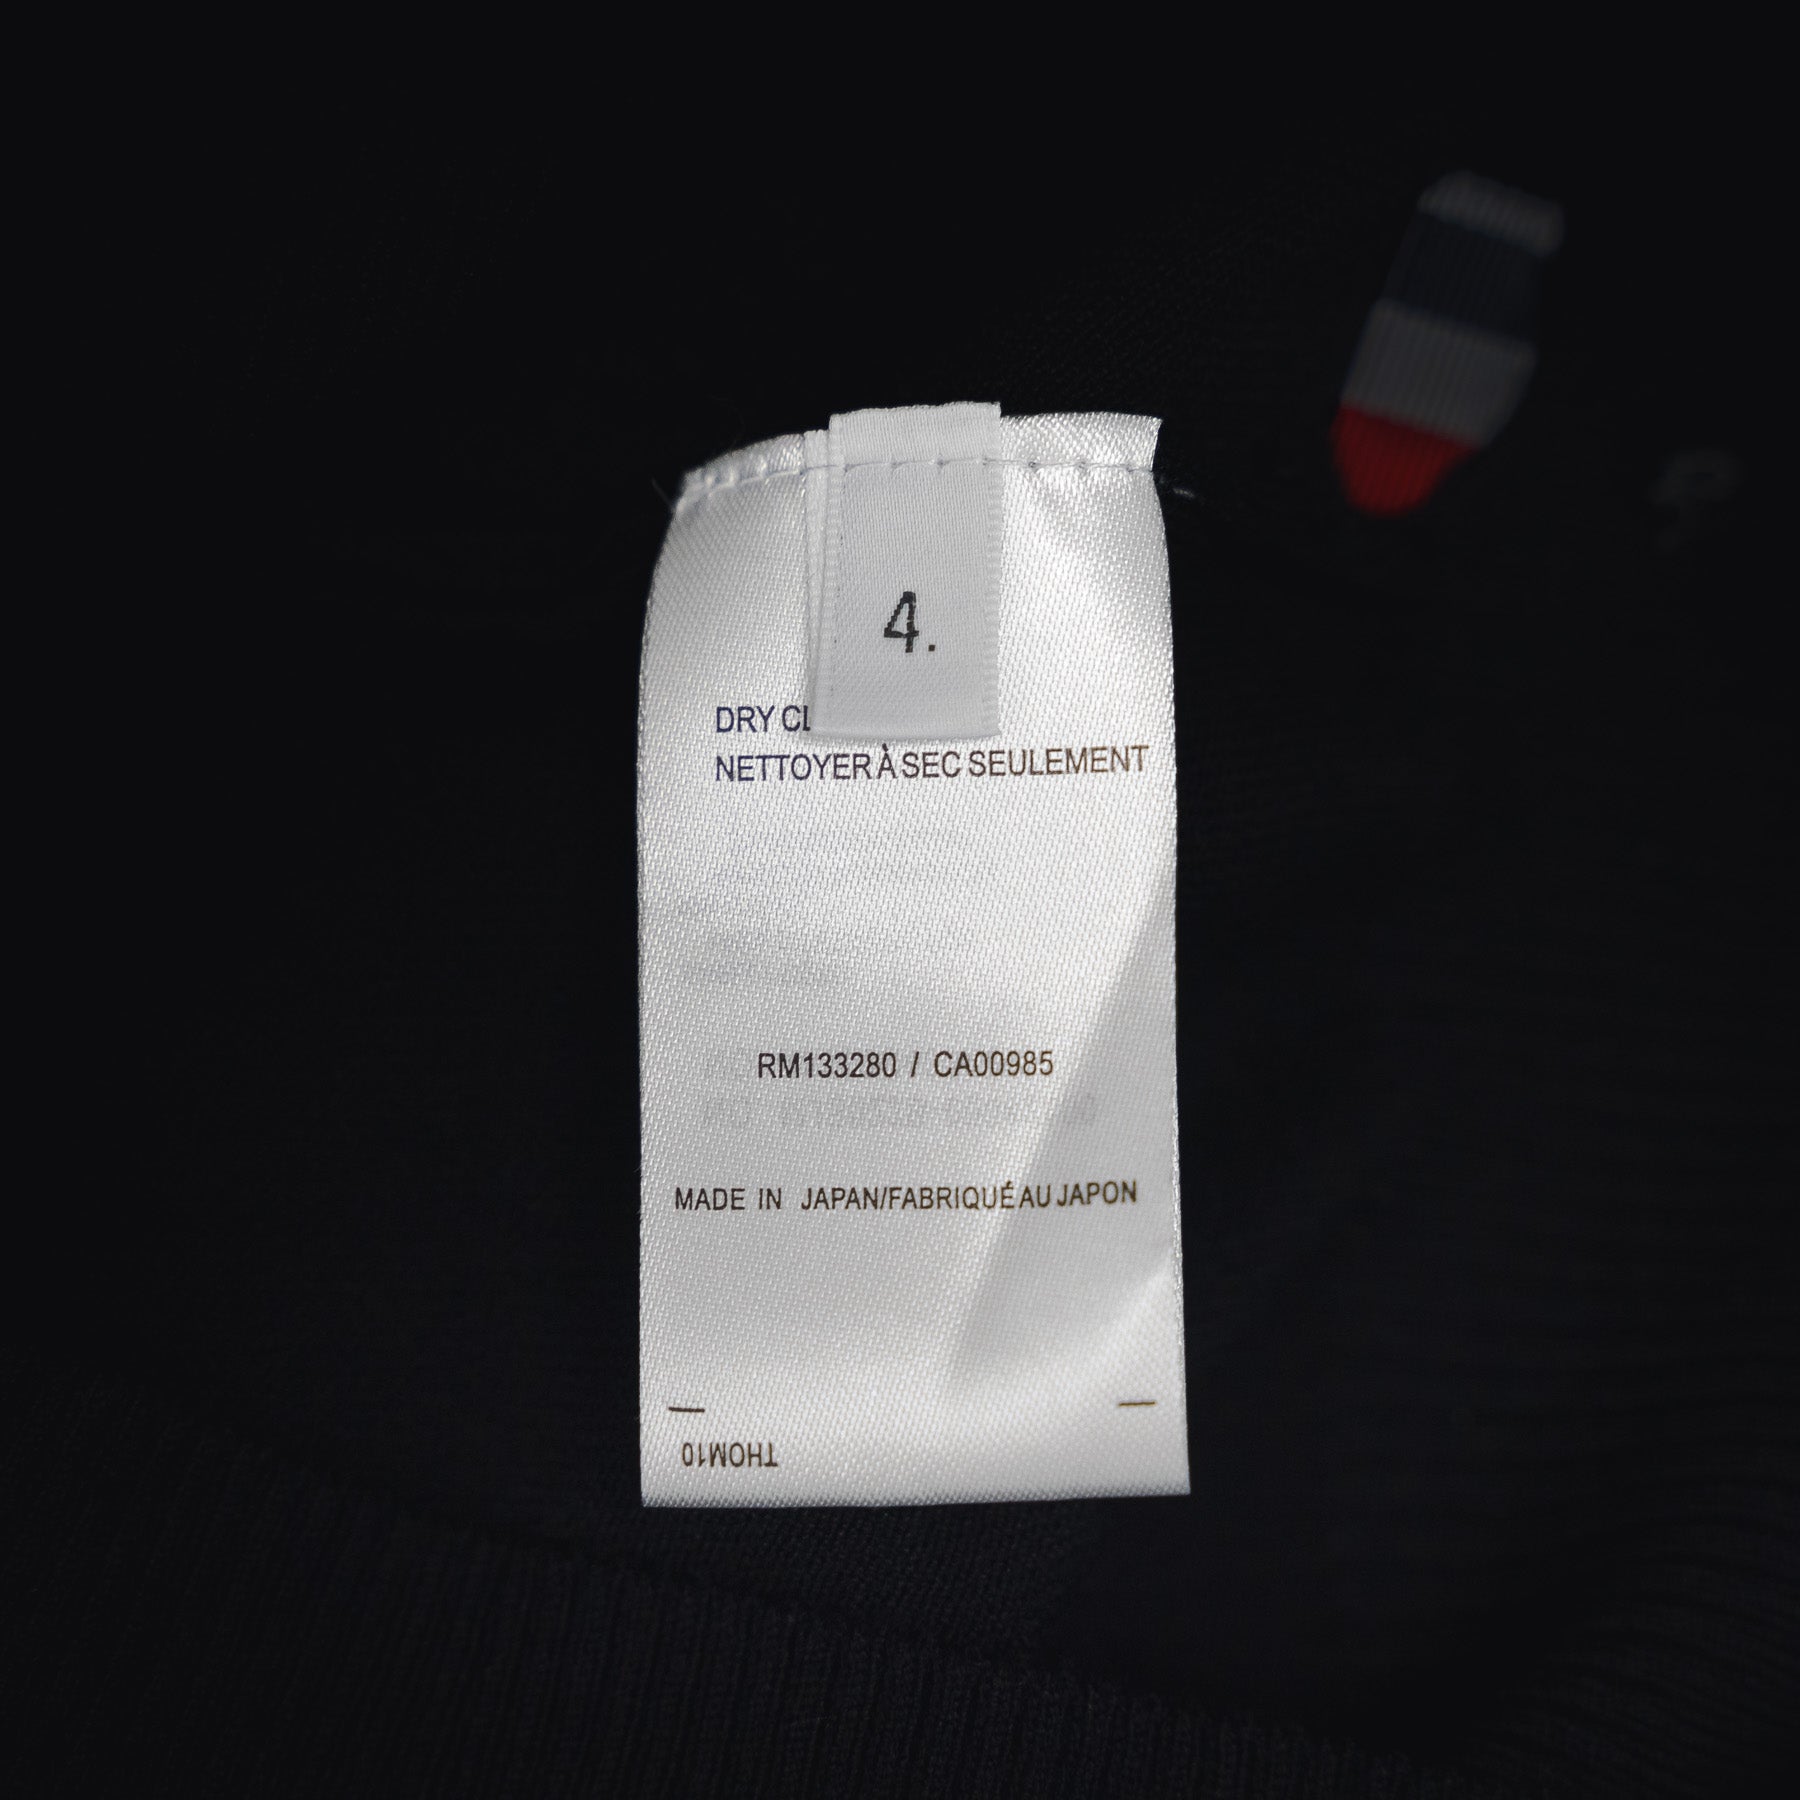 4.
DRY CL
NETTOYER À SEC SEULEMENT
RM133280 / CA00985
MADE IN JAPAN/FABRIQUÉ AU JAPON
THOM10